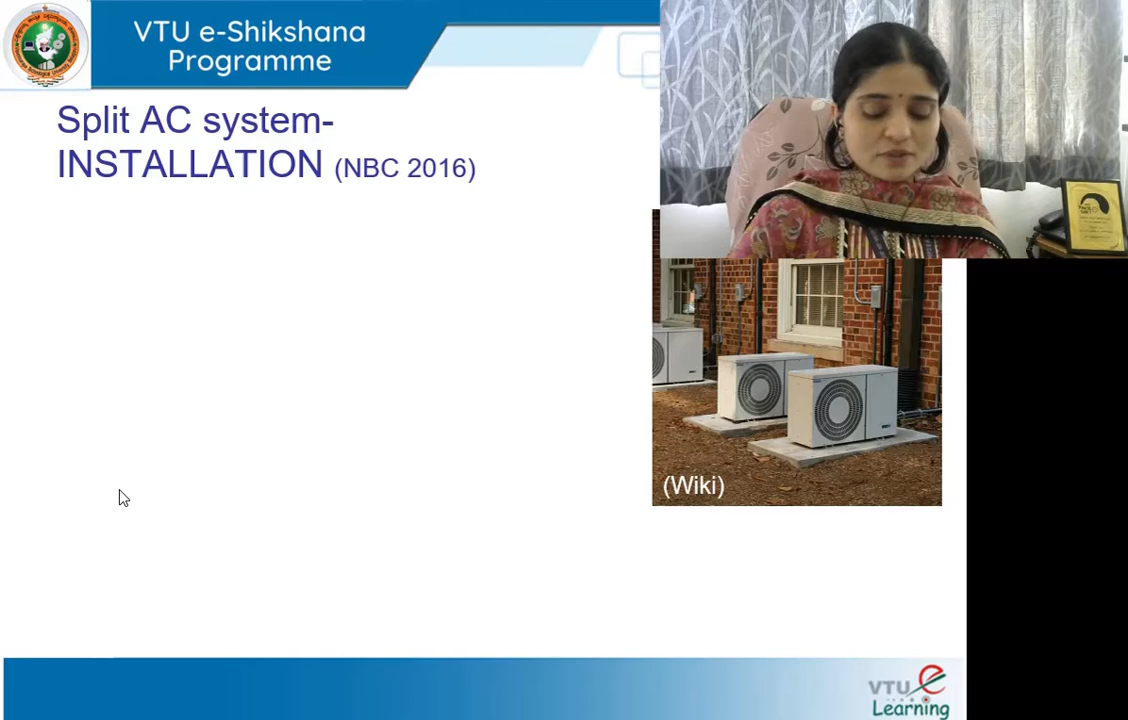 VTU e-Shikshana
Programme
Split AC system-
INSTALLATION (NBC 2016)
(Wiki)
VTU e
Learning